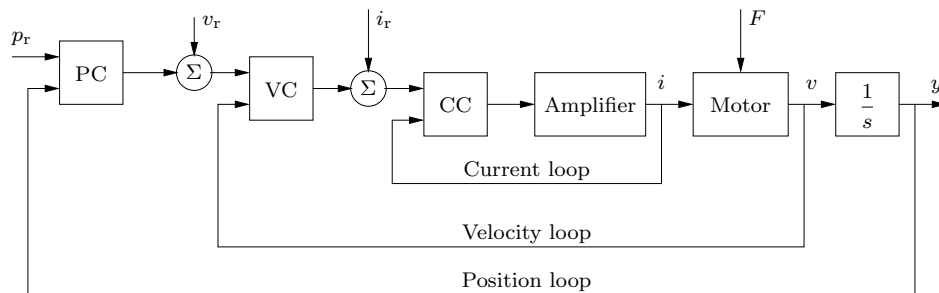 p_r
v_r
i_r
F
PC
Σ
VC
Σ
CC
Amplifier
i
Motor
v
1/s
y
Current loop
Velocity loop
Position loop